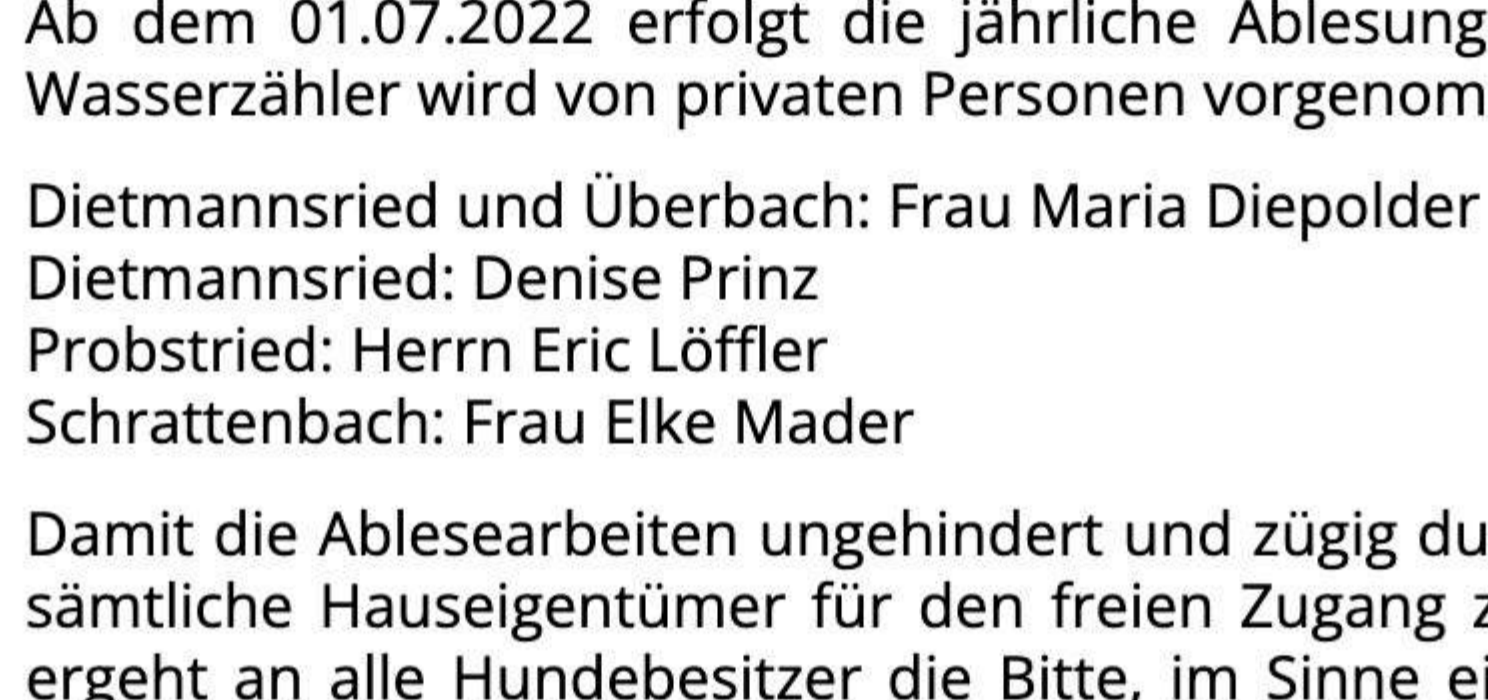 Ab dem 01.07.2022 erfolgt die jährliche Ablesung
Wasserzähler wird von privaten Personen vorgenom
Dietmannsried und Überbach: Frau Maria Diepolder
Dietmannsried: Denise Prinz
Probstried: Herrn Eric Löffler
Schrattenbach: Frau Elke Mader
Damit die Ablesearbeiten ungehindert und zügig du
sämtliche Hauseigentümer für den freien Zugang z
ergeht an alle Hundebesitzer die Bitte, im Sinne ei